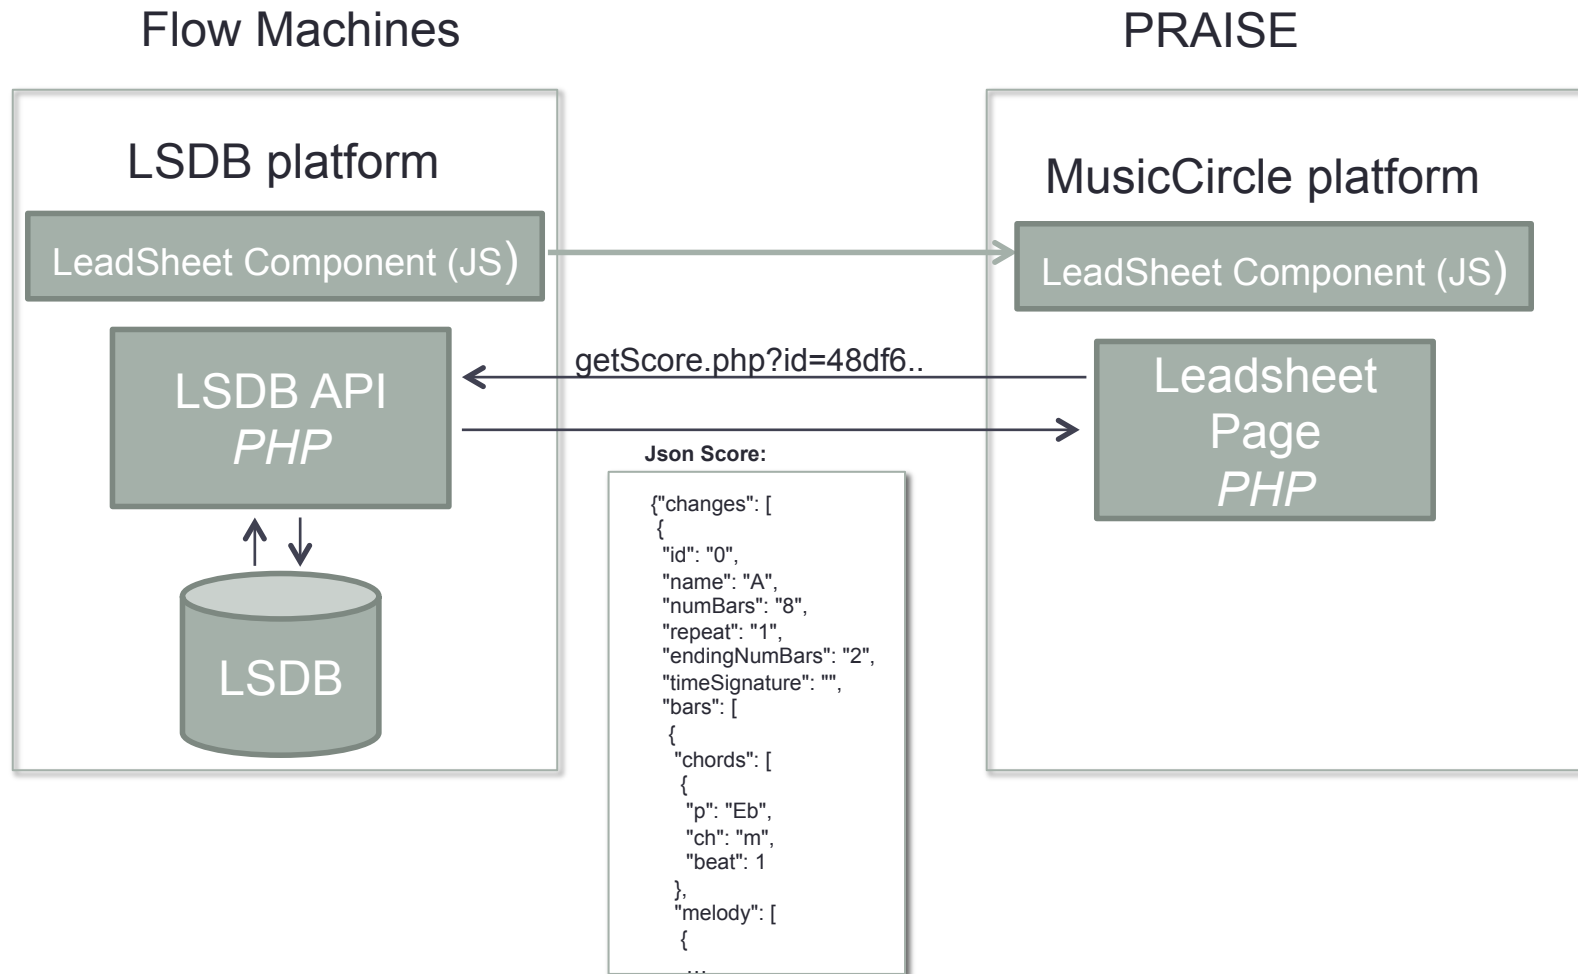 Flow Machines
PRAISE
LSDB platform
MusicCircle platform
LeadSheet Component (JS)
LeadSheet Component (JS)
getScore.php?id=48df6..
LSDB API
PHP
Leadsheet
Page
PHP
LSDB
Json Score:
{"changes": [
{
"id": "0",
"name": "A",
"numBars": "8",
"repeat": "1",
"endingNumBars": "2",
"timeSignature": "",
"bars": [
{
"chords": [
{
"p": "Eb",
"ch": "m",
"beat": 1
},
"melody": [
{
...